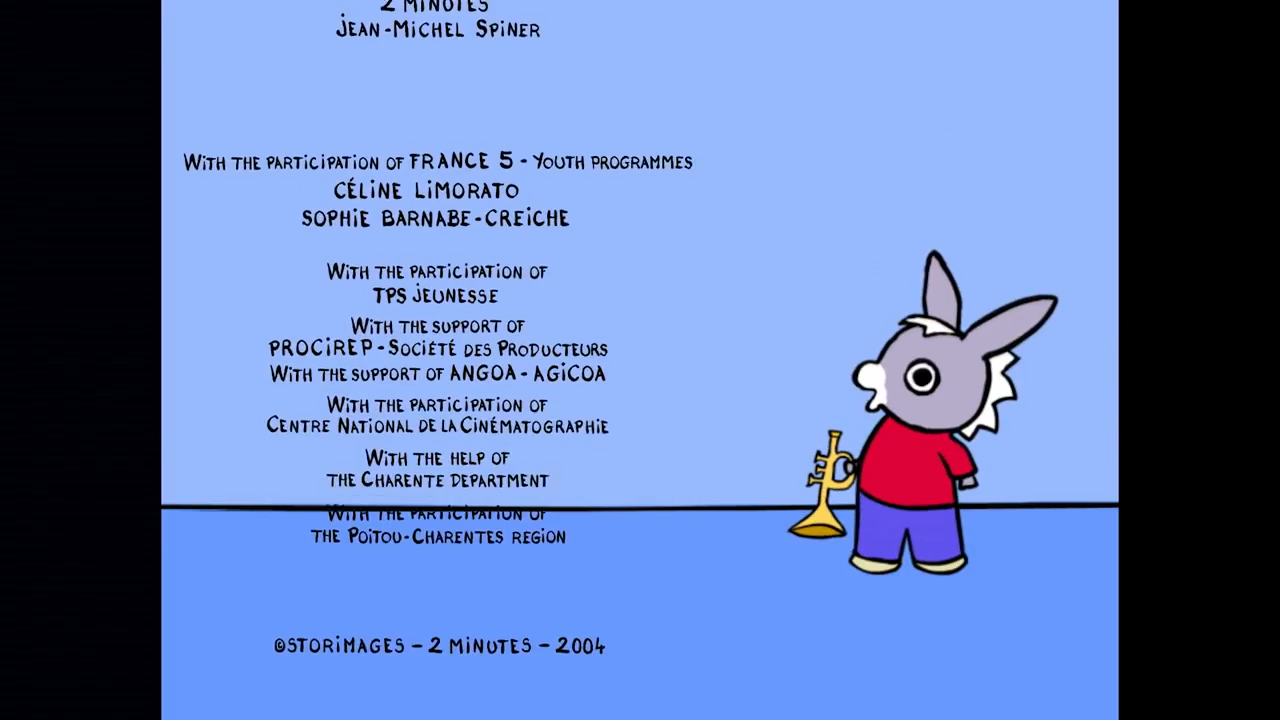 2 MINUTES
JEAN-MICHEL SPINER
WITH THE PARTICIPATION OF FRANCE 5 - YOUTH PROGRAMMES
CÉLINE LIMORATO
SOPHIE BARNABE-CREICHE
WITH THE PARTICIPATION OF
TPS JEUNESSE
WITH THE SUPPORT OF
PROCIREP - SOCIÉTÉ DES PRODUCTEURS
WITH THE SUPPORT OF ANGOA - AGICOA
WITH THE PARTICIPATION OF
CENTRE NATIONAL DE LA CINÉMATOGRAPHIE
WITH THE HELP OF
THE CHARENTE DEPARTMENT
WITH THE PARTICIPATION OF
THE POITOU-CHARENTES REGION
©STORIMAGES - 2 MINUTES - 2004